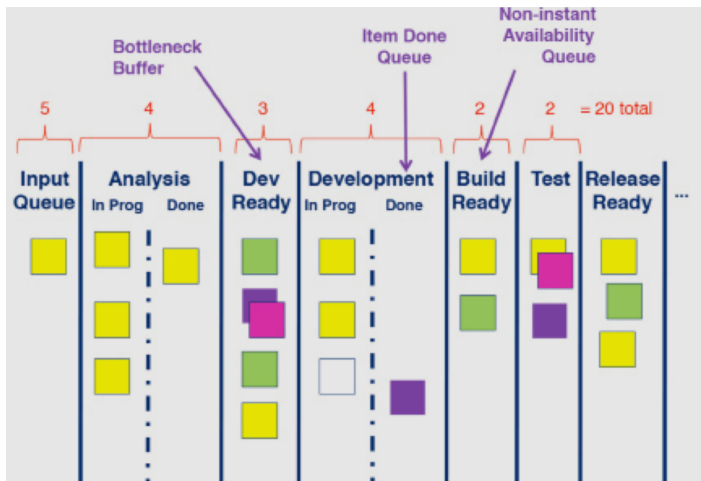 Bottleneck
Buffer
Item Done
Queue
Non-instant
Availability
Queue
5
4
3
4
2
2
= 20 total
Input
Queue
Analysis
In Prog
Done
Dev
Ready
Development
In Prog
Done
Build
Ready
Test
Release
Ready
...